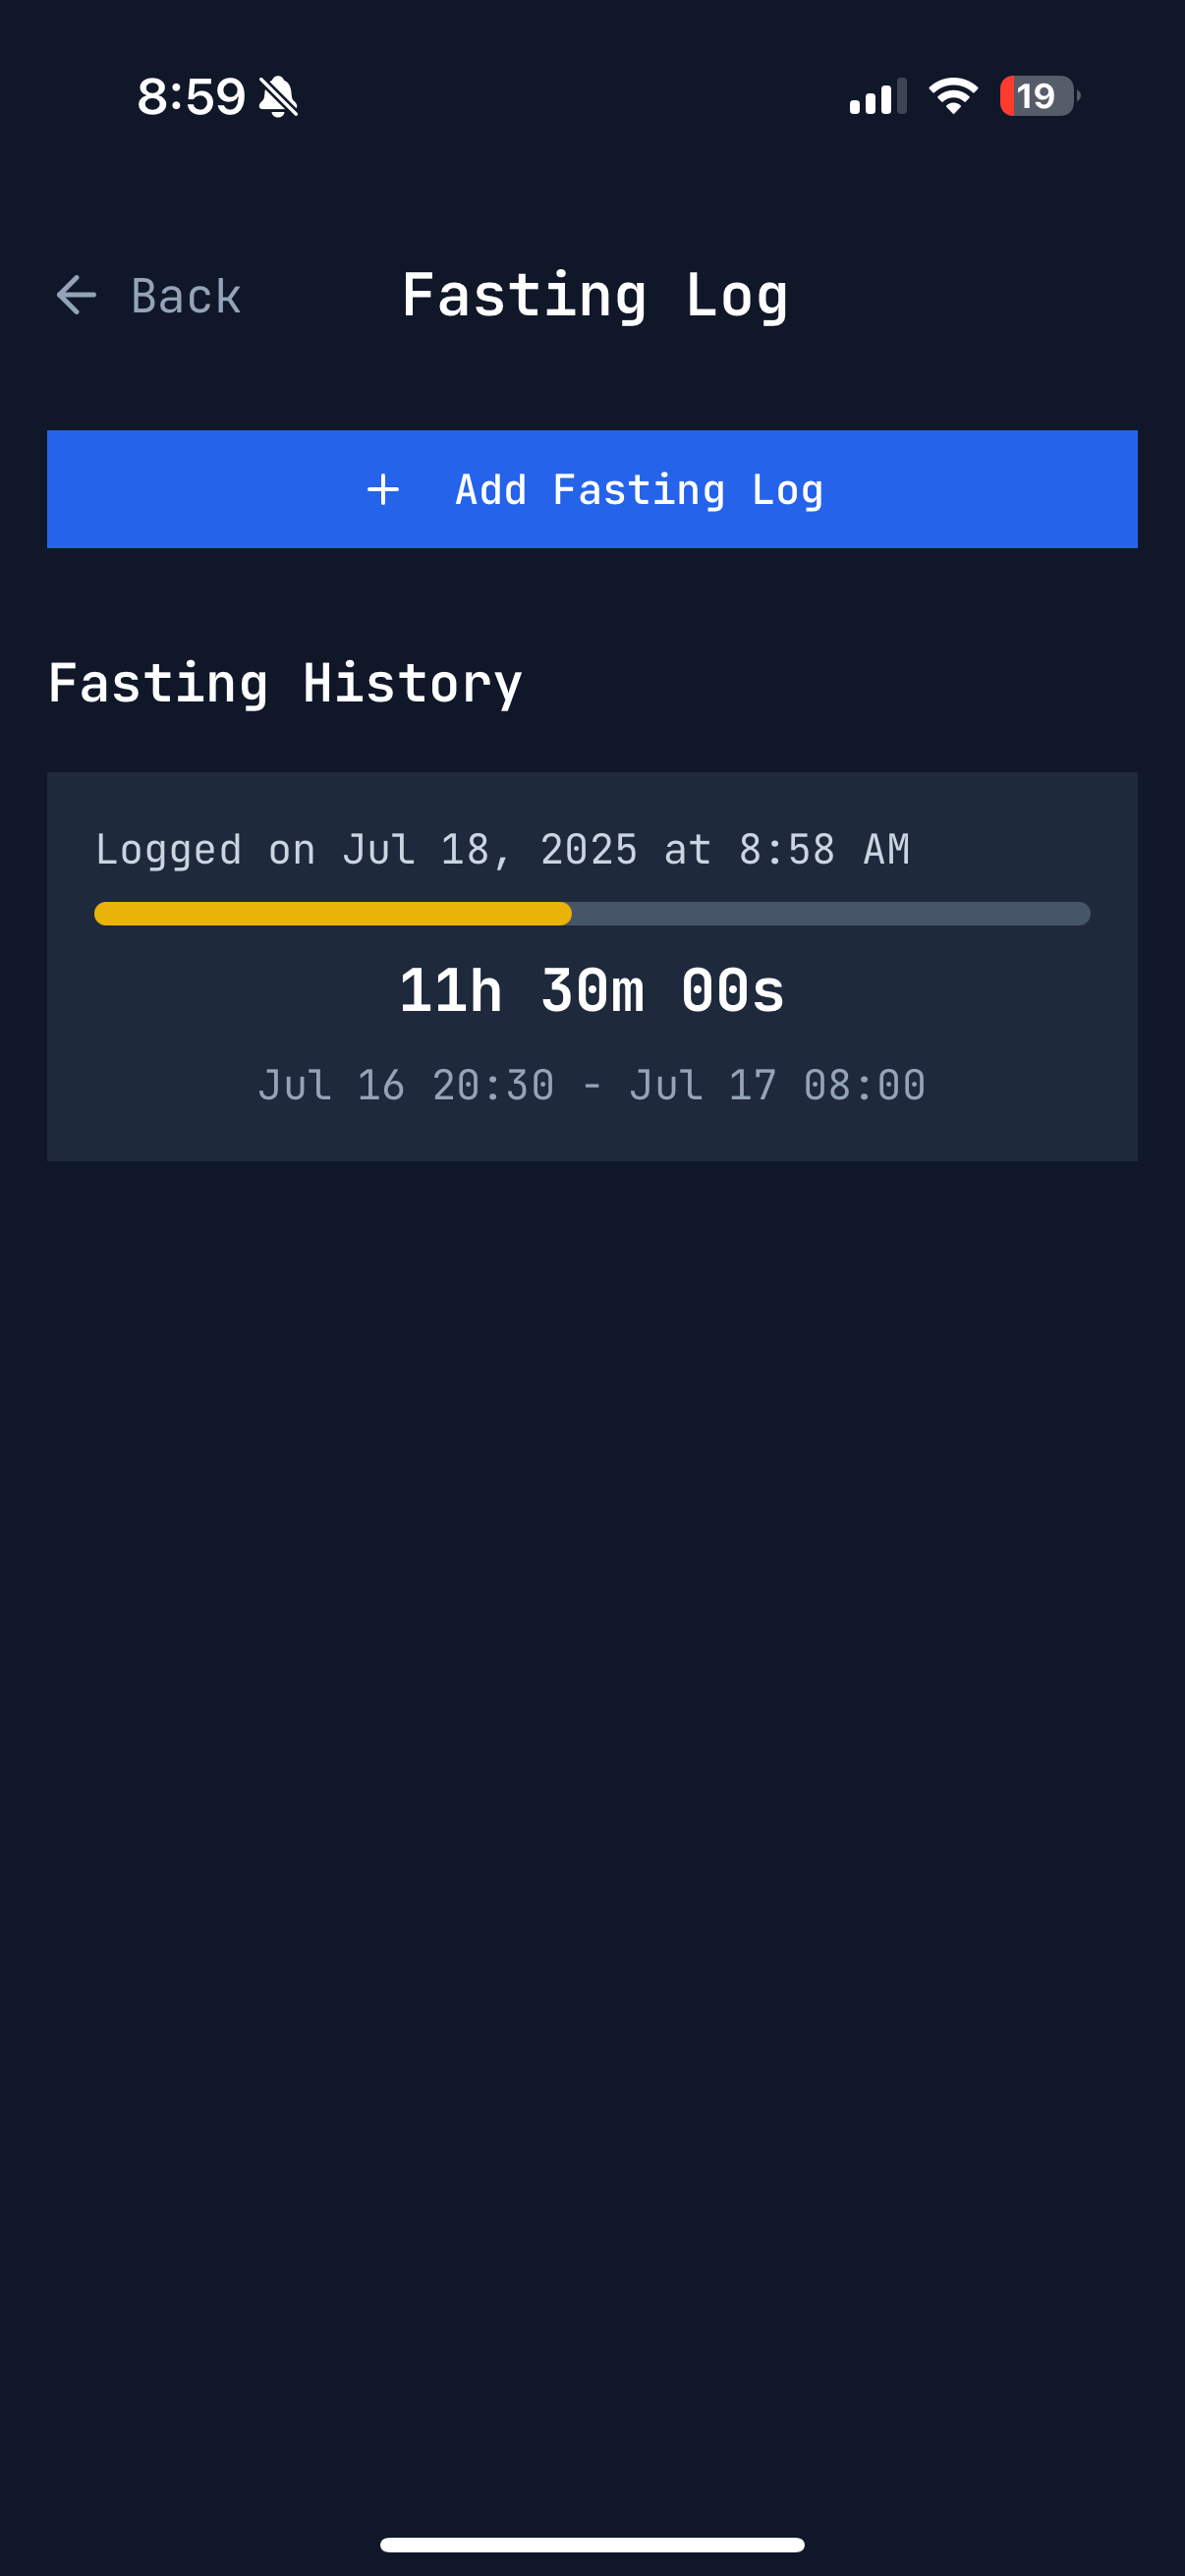 8:59
19
Back
Fasting Log
+ Add Fasting Log
Fasting History
Logged on Jul 18, 2025 at 8:58 AM
11h 30m 00s
Jul 16 20:30 - Jul 17 08:00